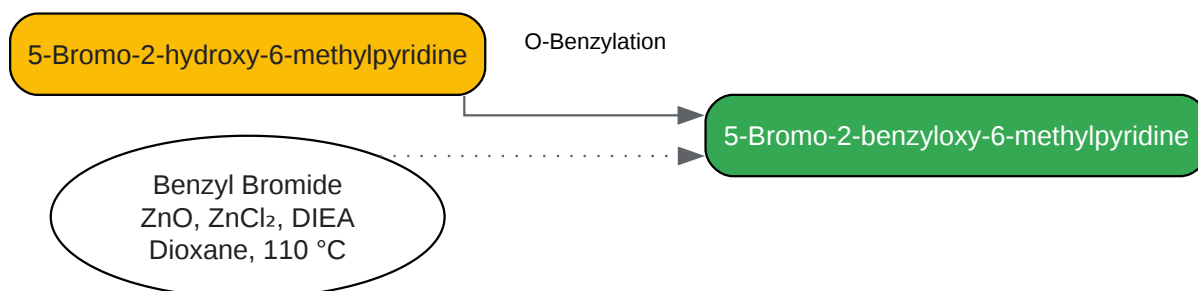 5-Bromo-2-hydroxy-6-methylpyridine
O-Benzylation
5-Bromo-2-benzyloxy-6-methylpyridine
Benzyl Bromide
ZnO, ZnCl₂, DIEA
Dioxane, 110 °C